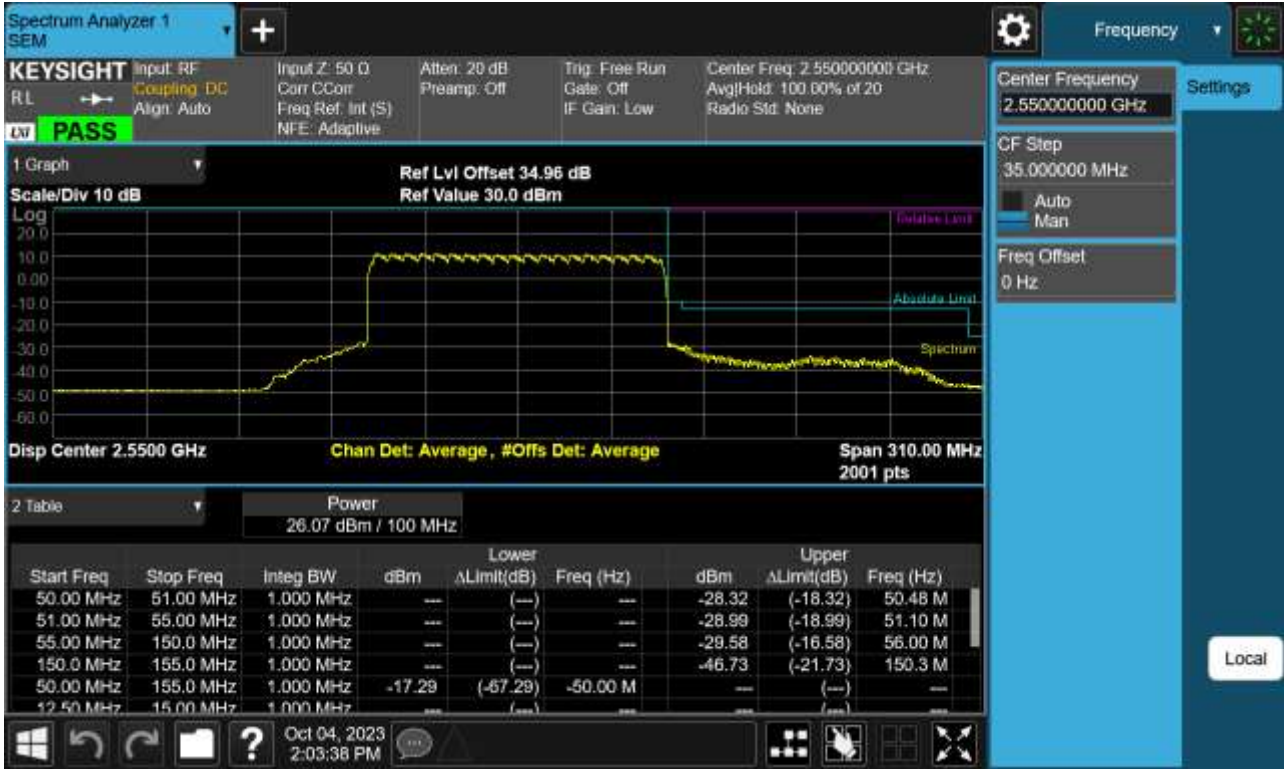 Spectrum Analyzer 1
SEM
Frequency
KEYSIGHT
RL
LXI
PASS
Input: RF
Coupling: DC
Align: Auto
Input Z: 50 Ω
Corr CCorr
Freq Ref: Int (S)
NFE: Adaptive
Atten: 20 dB
Preamp: Off
Trig: Free Run
Gate: Off
IF Gain: Low
Center Freq: 2.550000000 GHz
Avg|Hold: 100.00% of 20
Radio Std: None
Center Frequency
2.550000000 GHz
Settings
CF Step
35.000000 MHz
Auto
Man
Freq Offset
0 Hz
Local
1 Graph
Scale/Div 10 dB
Ref Lvl Offset 34.96 dB
Ref Value 30.0 dBm
Log
20.0
10.0
0.00
-10.0
-20.0
-30.0
-40.0
-50.0
-60.0
Relative Limit
Absolute Limit
Spectrum
Disp Center 2.5500 GHz
Chan Det: Average, #Offs Det: Average
Span 310.00 MHz
2001 pts
2 Table
Power
26.07 dBm / 100 MHz
Lower Upper
Start Freq Stop Freq Integ BW dBm ΔLimit(dB) Freq (Hz) dBm ΔLimit(dB) Freq (Hz)
50.00 MHz 51.00 MHz 1.000 MHz --- (---) --- -28.32 (-18.32) 50.48 M
51.00 MHz 55.00 MHz 1.000 MHz --- (---) --- -28.99 (-18.99) 51.10 M
55.00 MHz 150.0 MHz 1.000 MHz --- (---) --- -29.58 (-16.58) 56.00 M
150.0 MHz 155.0 MHz 1.000 MHz --- (---) --- -46.73 (-21.73) 150.3 M
50.00 MHz 155.0 MHz 1.000 MHz -17.29 (-67.29) -50.00 M --- (---) ---
12.50 MHz 15.00 MHz 1.000 MHz --- (---) --- --- (---) ---
Oct 04, 2023
2:03:38 PM